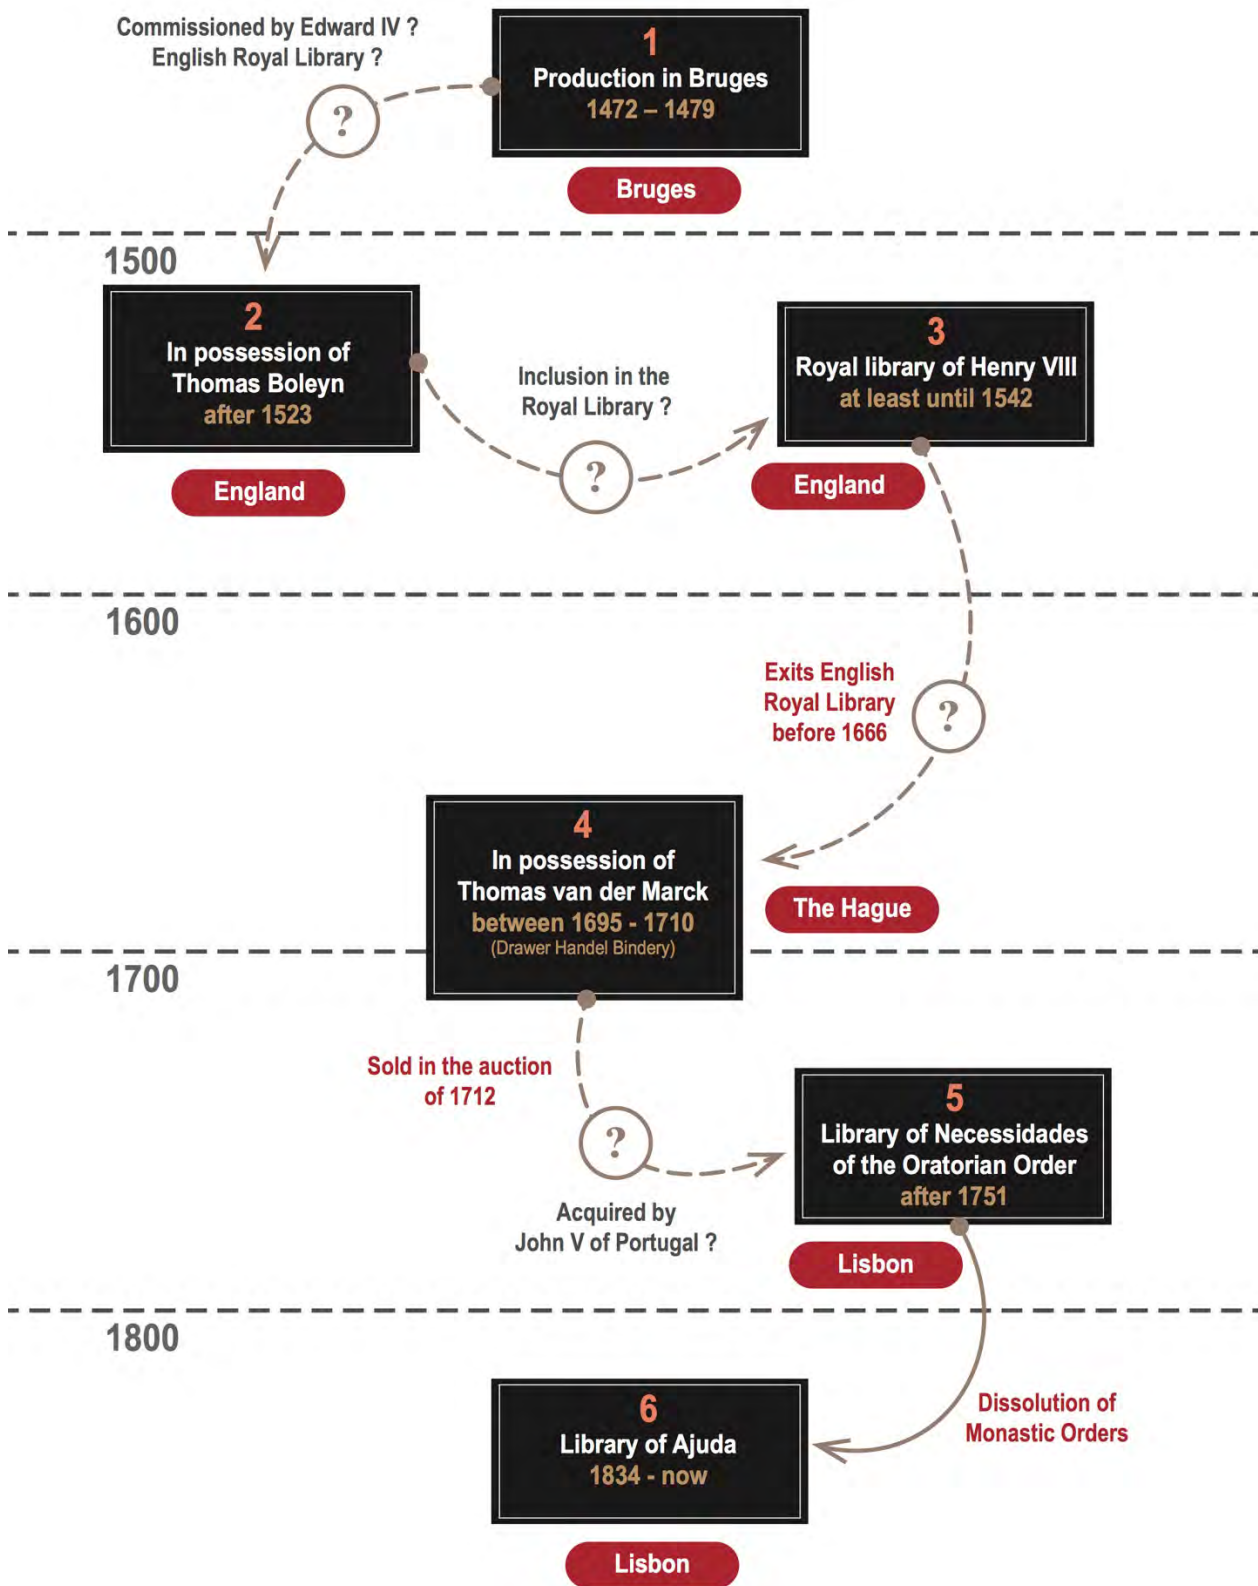 Commissioned by Edward IV ?
English Royal Library ?
?
1
Production in Bruges
1472 – 1479
Bruges
1500
2
In possession of
Thomas Boleyn
after 1523
England
Inclusion in the
Royal Library ?
?
3
Royal library of Henry VIII
at least until 1542
England
1600
Exits English
Royal Library
before 1666
?
4
In possession of
Thomas van der Marck
between 1695 - 1710
(Drawer Handel Bindery)
The Hague
1700
Sold in the auction
of 1712
?
Acquired by
John V of Portugal ?
5
Library of Necessidades
of the Oratorian Order
after 1751
Lisbon
1800
Dissolution of
Monastic Orders
6
Library of Ajuda
1834 - now
Lisbon